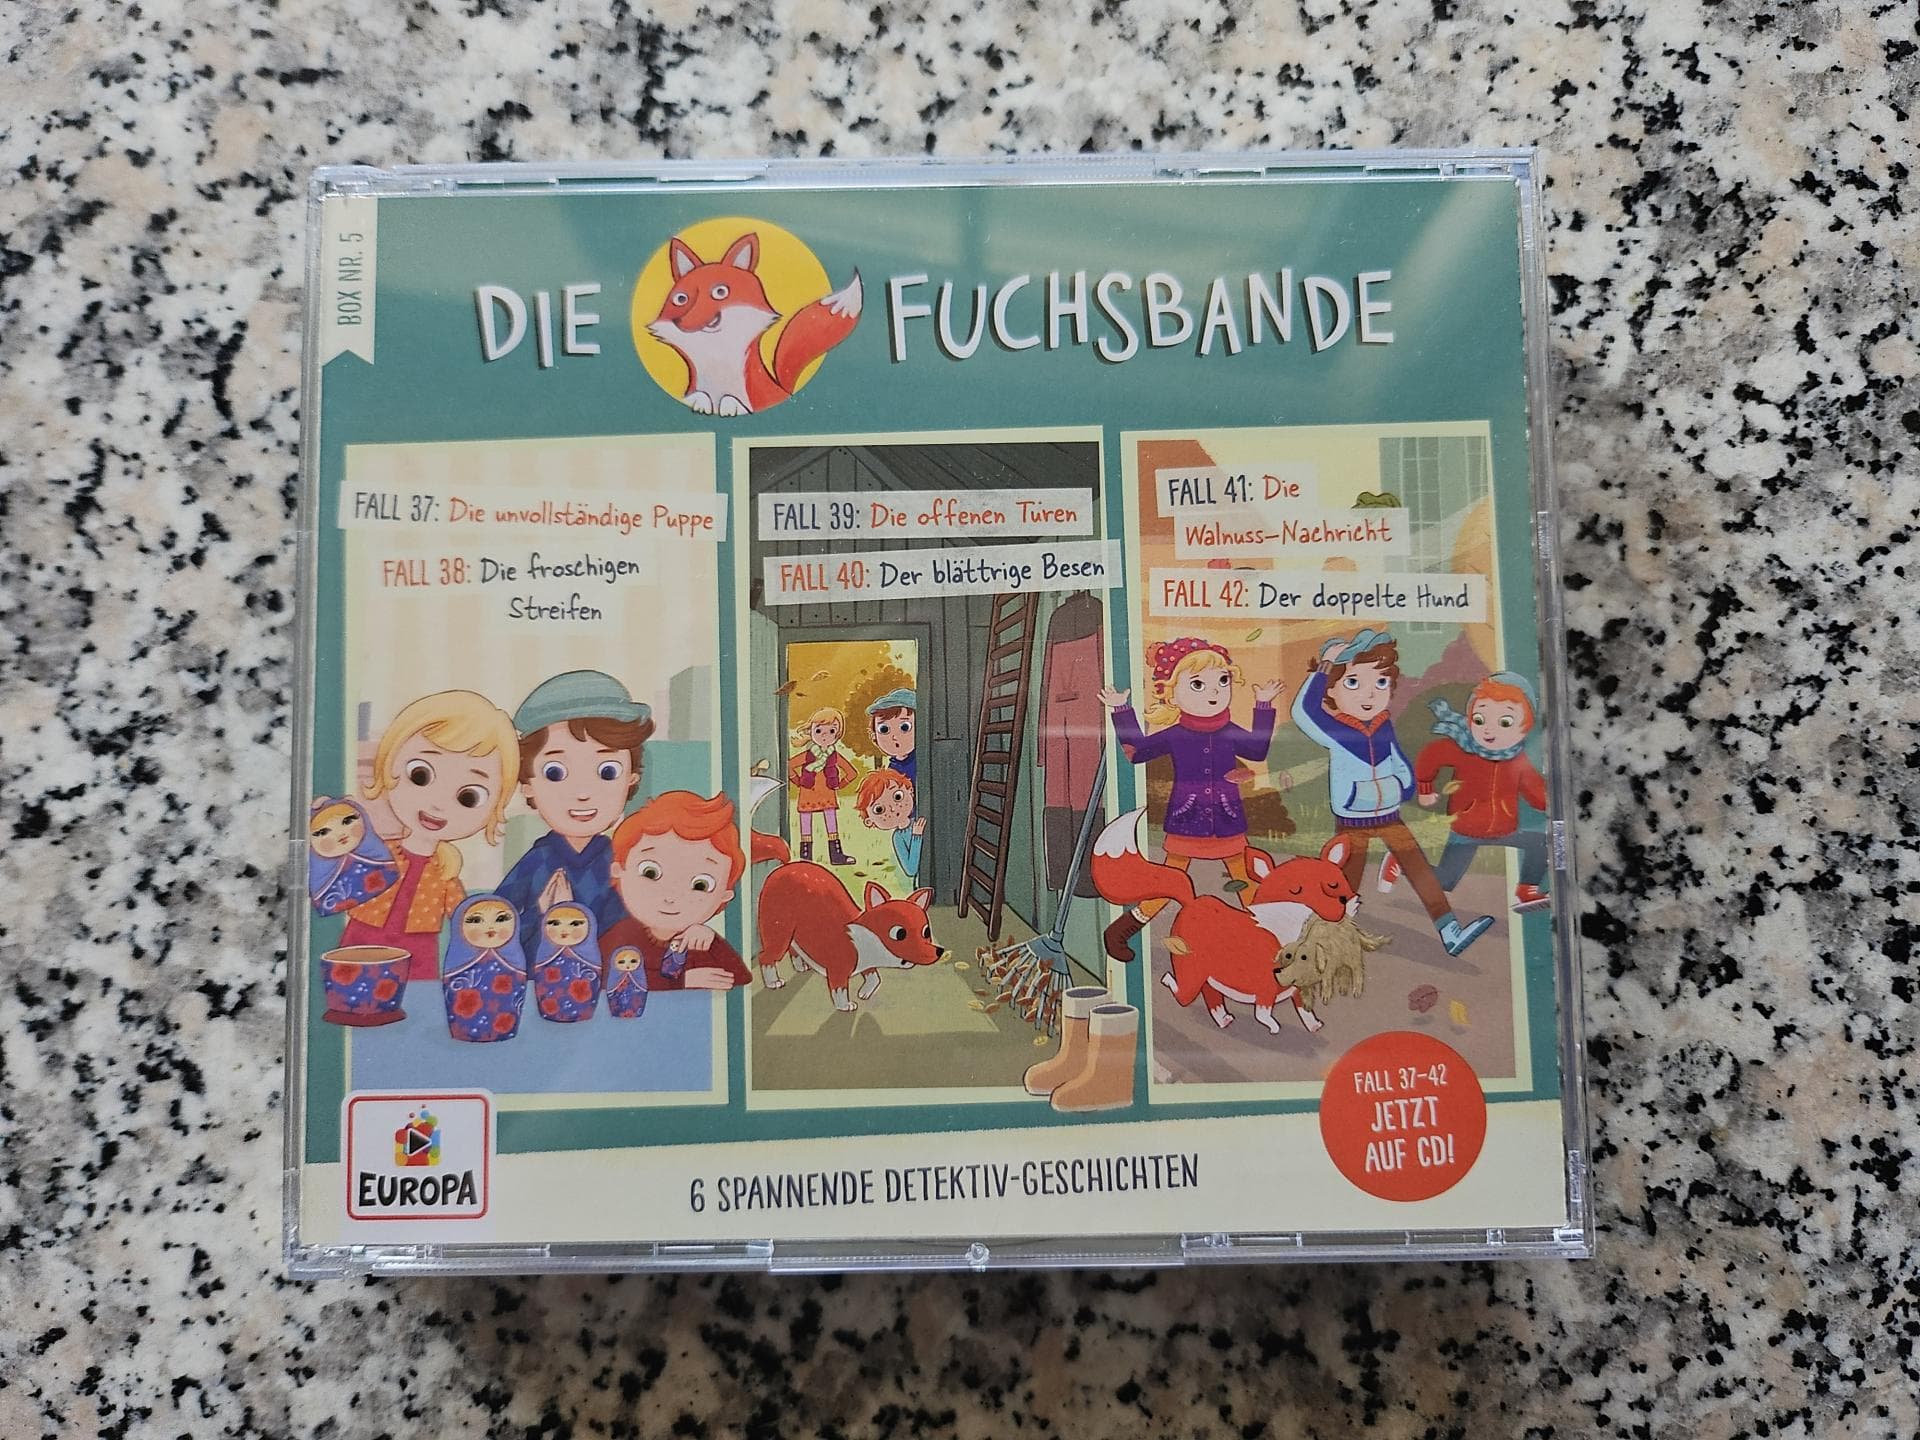 BOX NR. 5
DIE FUCHSBANDE
FALL 37: Die unvollständige Puppe
FALL 38: Die froschigen
Streifen
FALL 39: Die offenen Türen
FALL 40: Der blättrige Besen
FALL 41: Die
Walnuss-Nachricht
FALL 42: Der doppelte Hund
FALL 37-42
JETZT
AUF CD!
EUROPA
6 SPANNENDE DETEKTIV-GESCHICHTEN